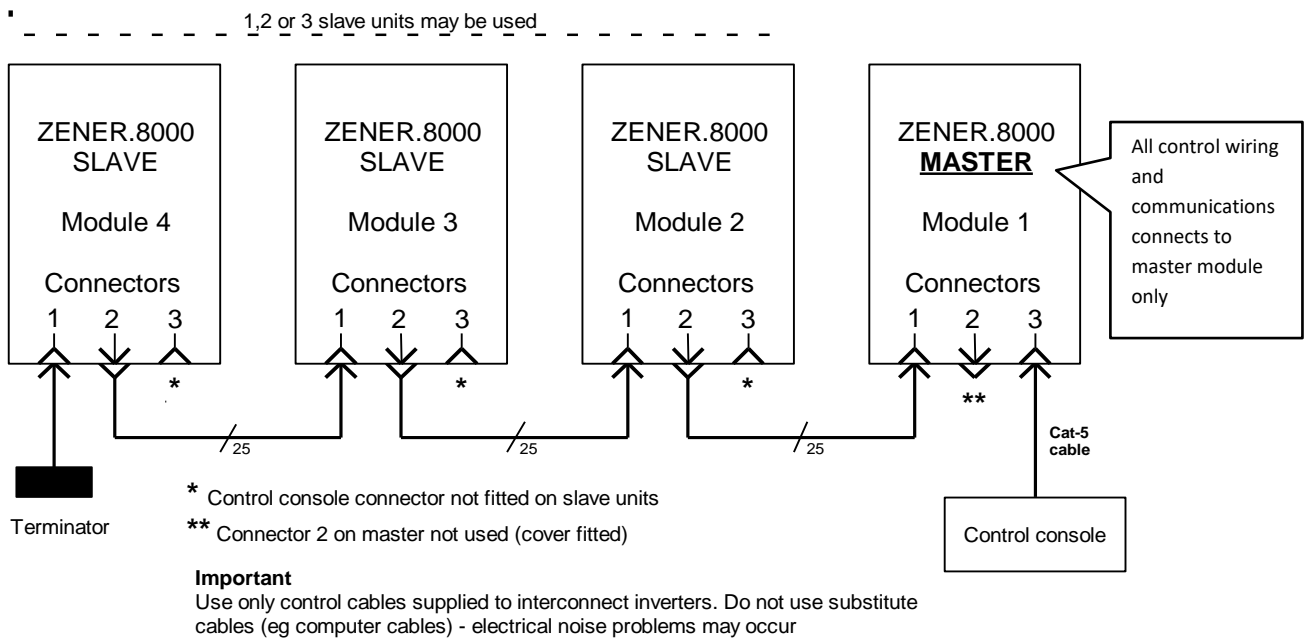 1,2 or 3 slave units may be used
ZENER.8000
SLAVE
Module 4
Connectors
1 2 3
*
ZENER.8000
SLAVE
Module 3
Connectors
1 2 3
*
ZENER.8000
SLAVE
Module 2
Connectors
1 2 3
*
ZENER.8000
MASTER
Module 1
Connectors
1 2 3
**
All control wiring
and
communications
connects to
master module
only
25
25
25
Cat-5
cable
Terminator
Control console
* Control console connector not fitted on slave units
** Connector 2 on master not used (cover fitted)
Important
Use only control cables supplied to interconnect inverters. Do not use substitute
cables (eg computer cables) - electrical noise problems may occur